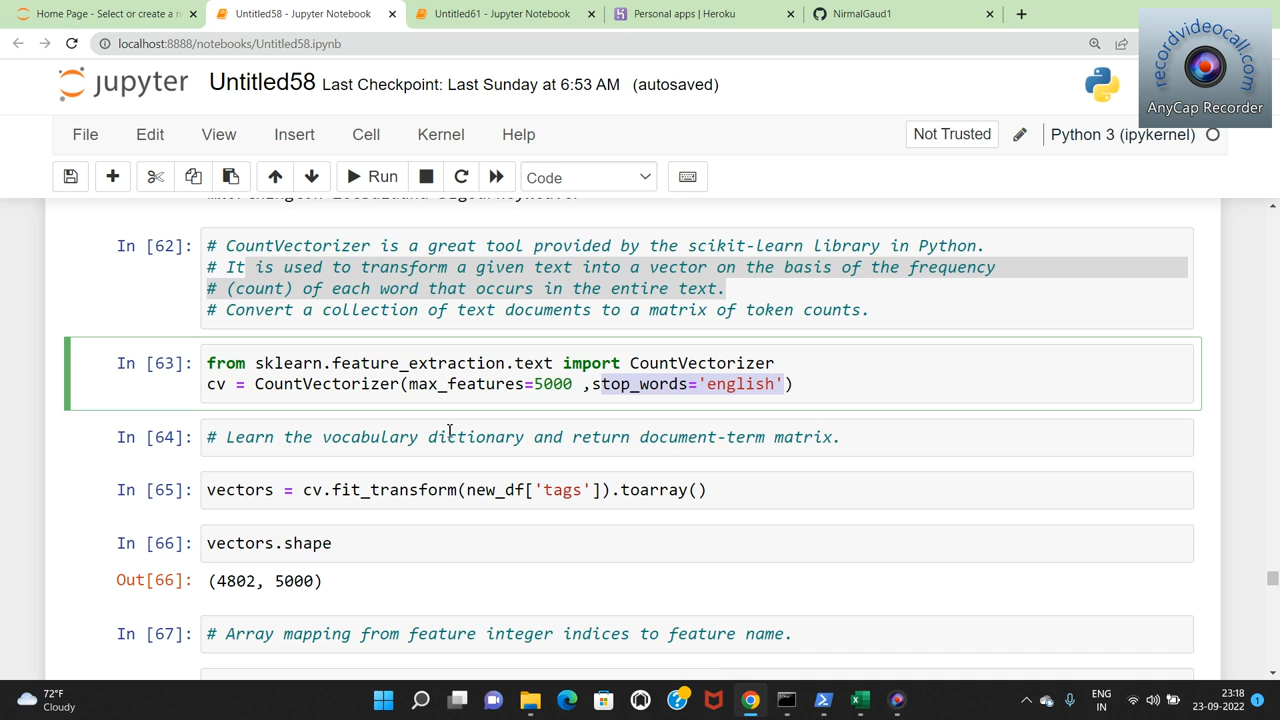 Home Page - Select or create a n
Untitled58 - Jupyter Notebook
Untitled61 - Jupyter Notebook
Personal apps | Heroku
NirmalGaud1
localhost:8888/notebooks/Untitled58.ipynb
recordvideocall.com
AnyCap Recorder
jupyter Untitled58 Last Checkpoint: Last Sunday at 6:53 AM (autosaved)
File Edit View Insert Cell Kernel Help
Not Trusted Python 3 (ipykernel)
Run Code
In [62]: # CountVectorizer is a great tool provided by the scikit-learn library in Python.
# It is used to transform a given text into a vector on the basis of the frequency
# (count) of each word that occurs in the entire text.
# Convert a collection of text documents to a matrix of token counts.
In [63]: from sklearn.feature_extraction.text import CountVectorizer
cv = CountVectorizer(max_features=5000 ,stop_words='english')
In [64]: # Learn the vocabulary dictionary and return document-term matrix.
In [65]: vectors = cv.fit_transform(new_df['tags']).toarray()
In [66]: vectors.shape
Out[66]: (4802, 5000)
In [67]: # Array mapping from feature integer indices to feature name.
72°F
Cloudy
ENG
IN
23:18
23-09-2022
1